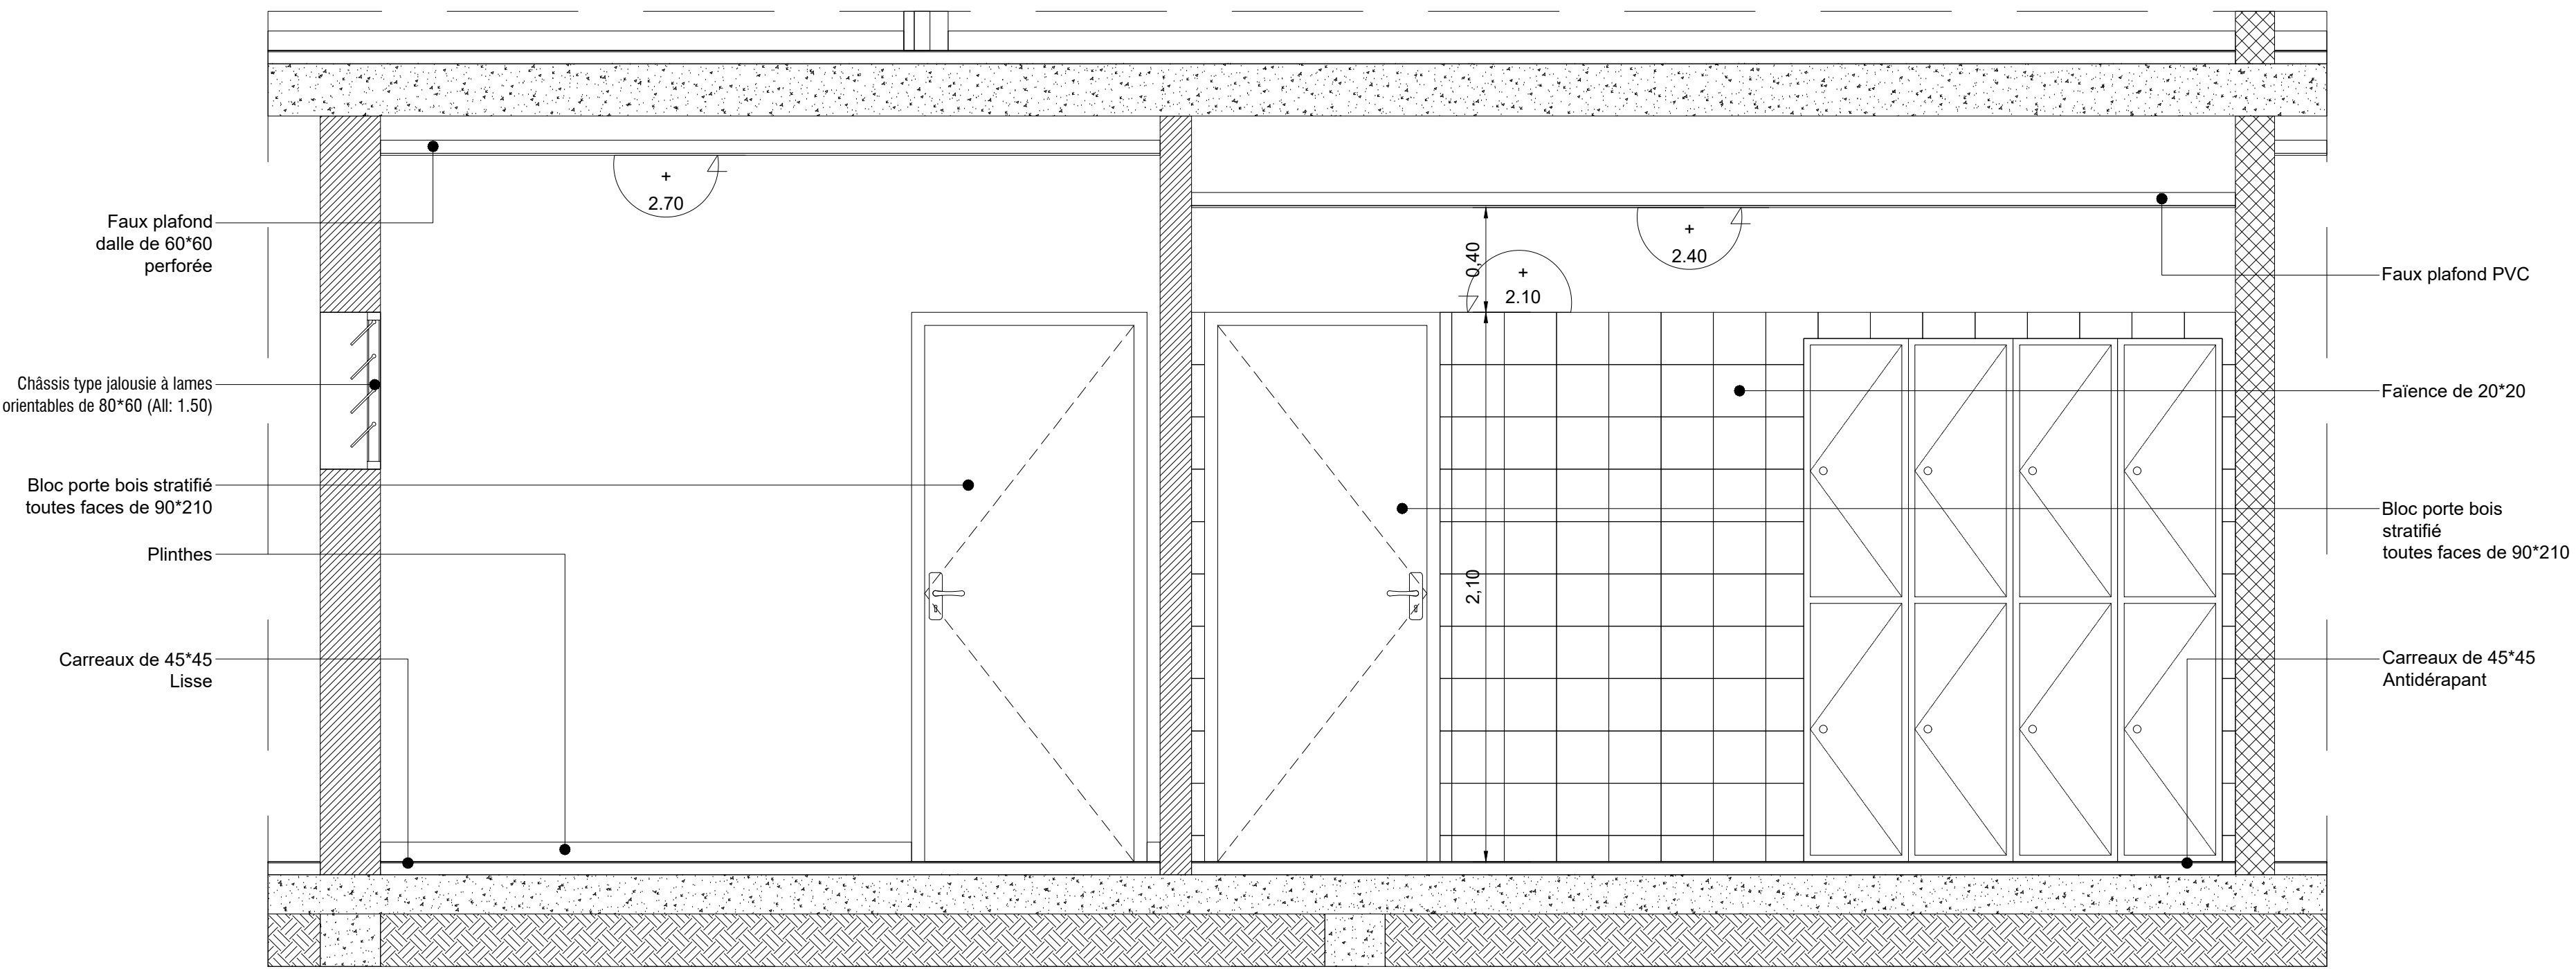 +
2.70
Faux plafond
dalle de 60*60
perforée
+
2.40
0,40
+
2.10
Faux plafond PVC
Châssis type jalousie à lames
orientables de 80*60 (All: 1.50)
Faïence de 20*20
Bloc porte bois stratifié
toutes faces de 90*210
Bloc porte bois
stratifié
toutes faces de 90*210
Plinthes
2,10
Carreaux de 45*45
Lisse
Carreaux de 45*45
Antidérapant